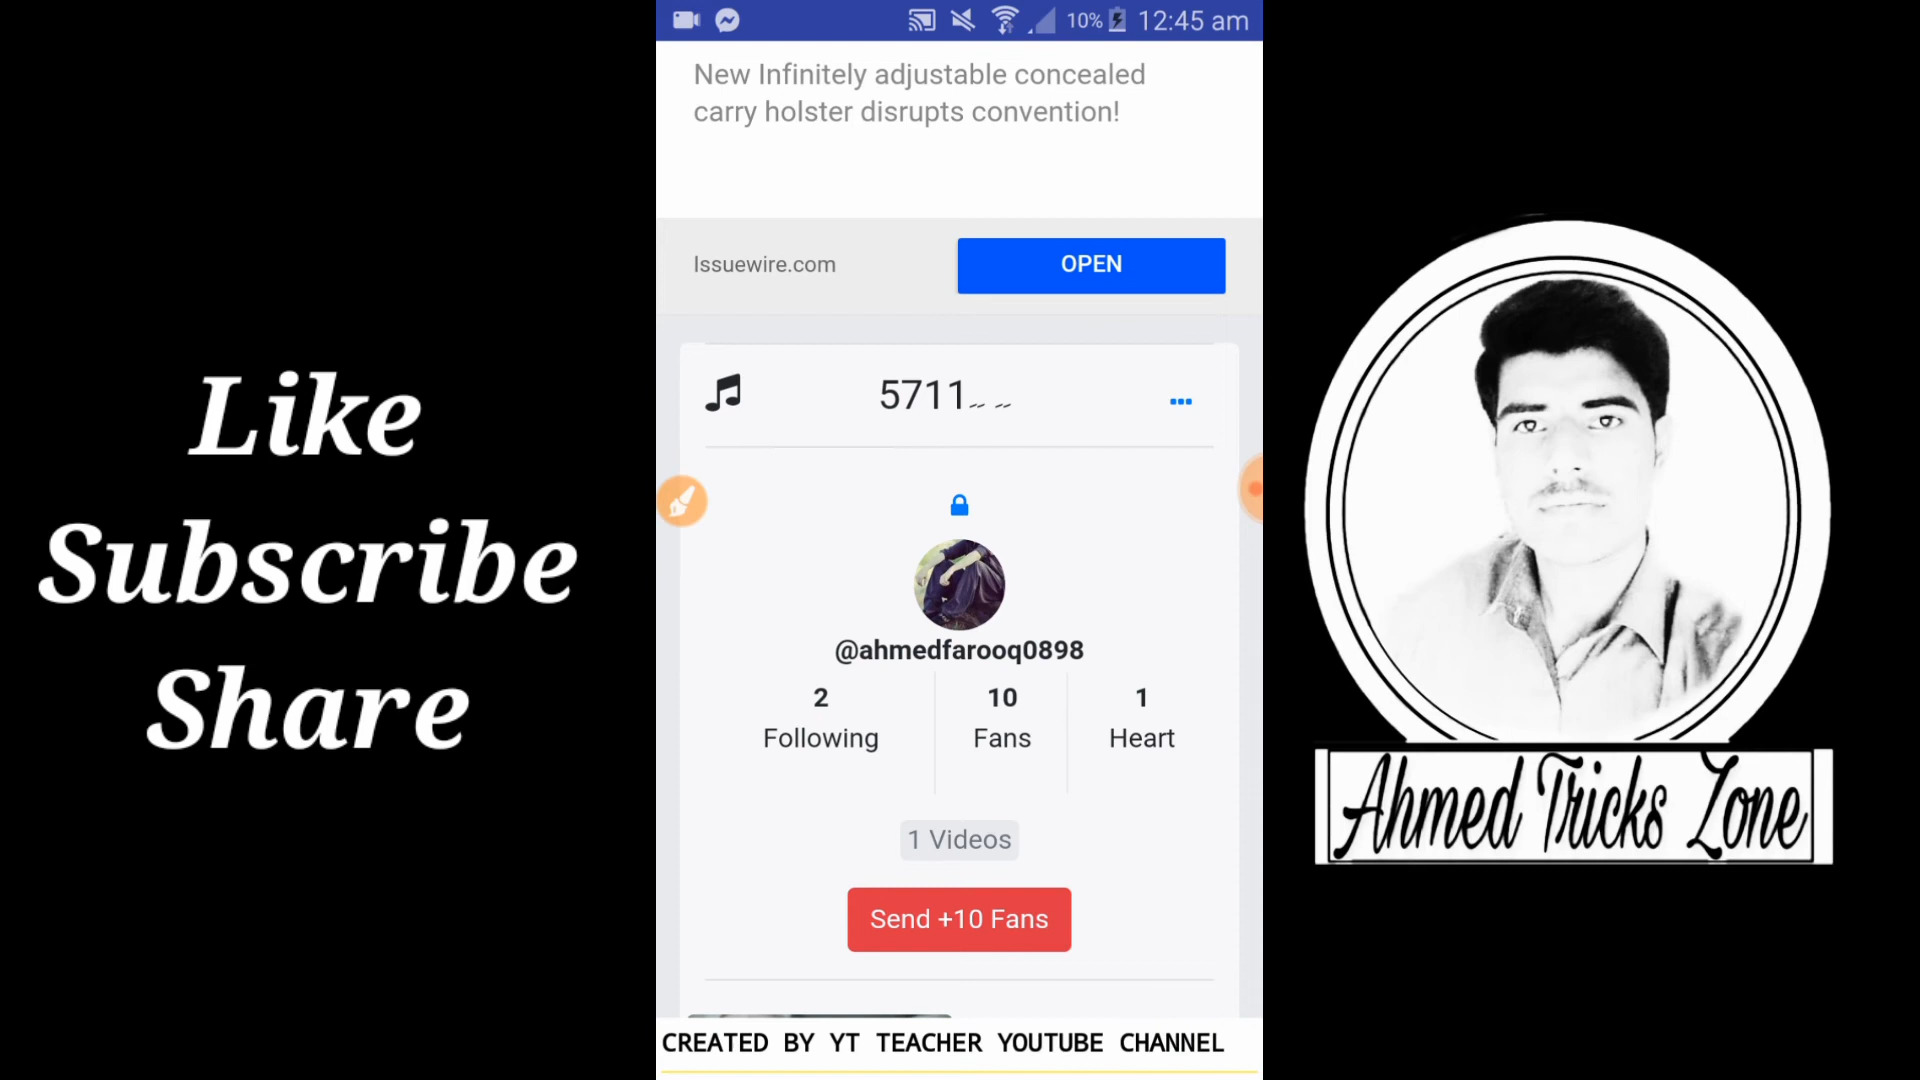 Like
Subscribe
Share
10% 12:45 am
New Infinitely adjustable concealed
carry holster disrupts convention!
Issuewire.com
OPEN
5711
@ahmedfarooq0898
2 10 1
Following Fans Heart
1 Videos
Send +10 Fans
CREATED BY YT TEACHER YOUTUBE CHANNEL
Ahmed Tricks Zone